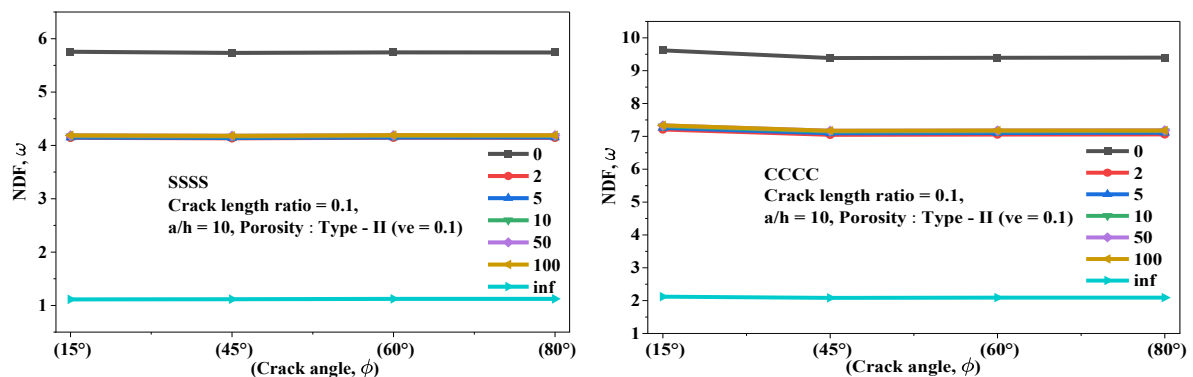 6
5
4
3
2
1
NDF, ω
SSSS
Crack length ratio = 0.1,
a/h = 10, Porosity : Type - II (ve = 0.1)
0
2
5
10
50
100
inf
(15°) (45°) (60°) (80°)
(Crack angle, ϕ)
10
9
8
7
6
5
4
3
2
1
NDF, ω
CCCC
Crack length ratio = 0.1,
a/h = 10, Porosity : Type - II (ve = 0.1)
0
2
5
10
50
100
inf
(15°) (45°) (60°) (80°)
(Crack angle, ϕ)